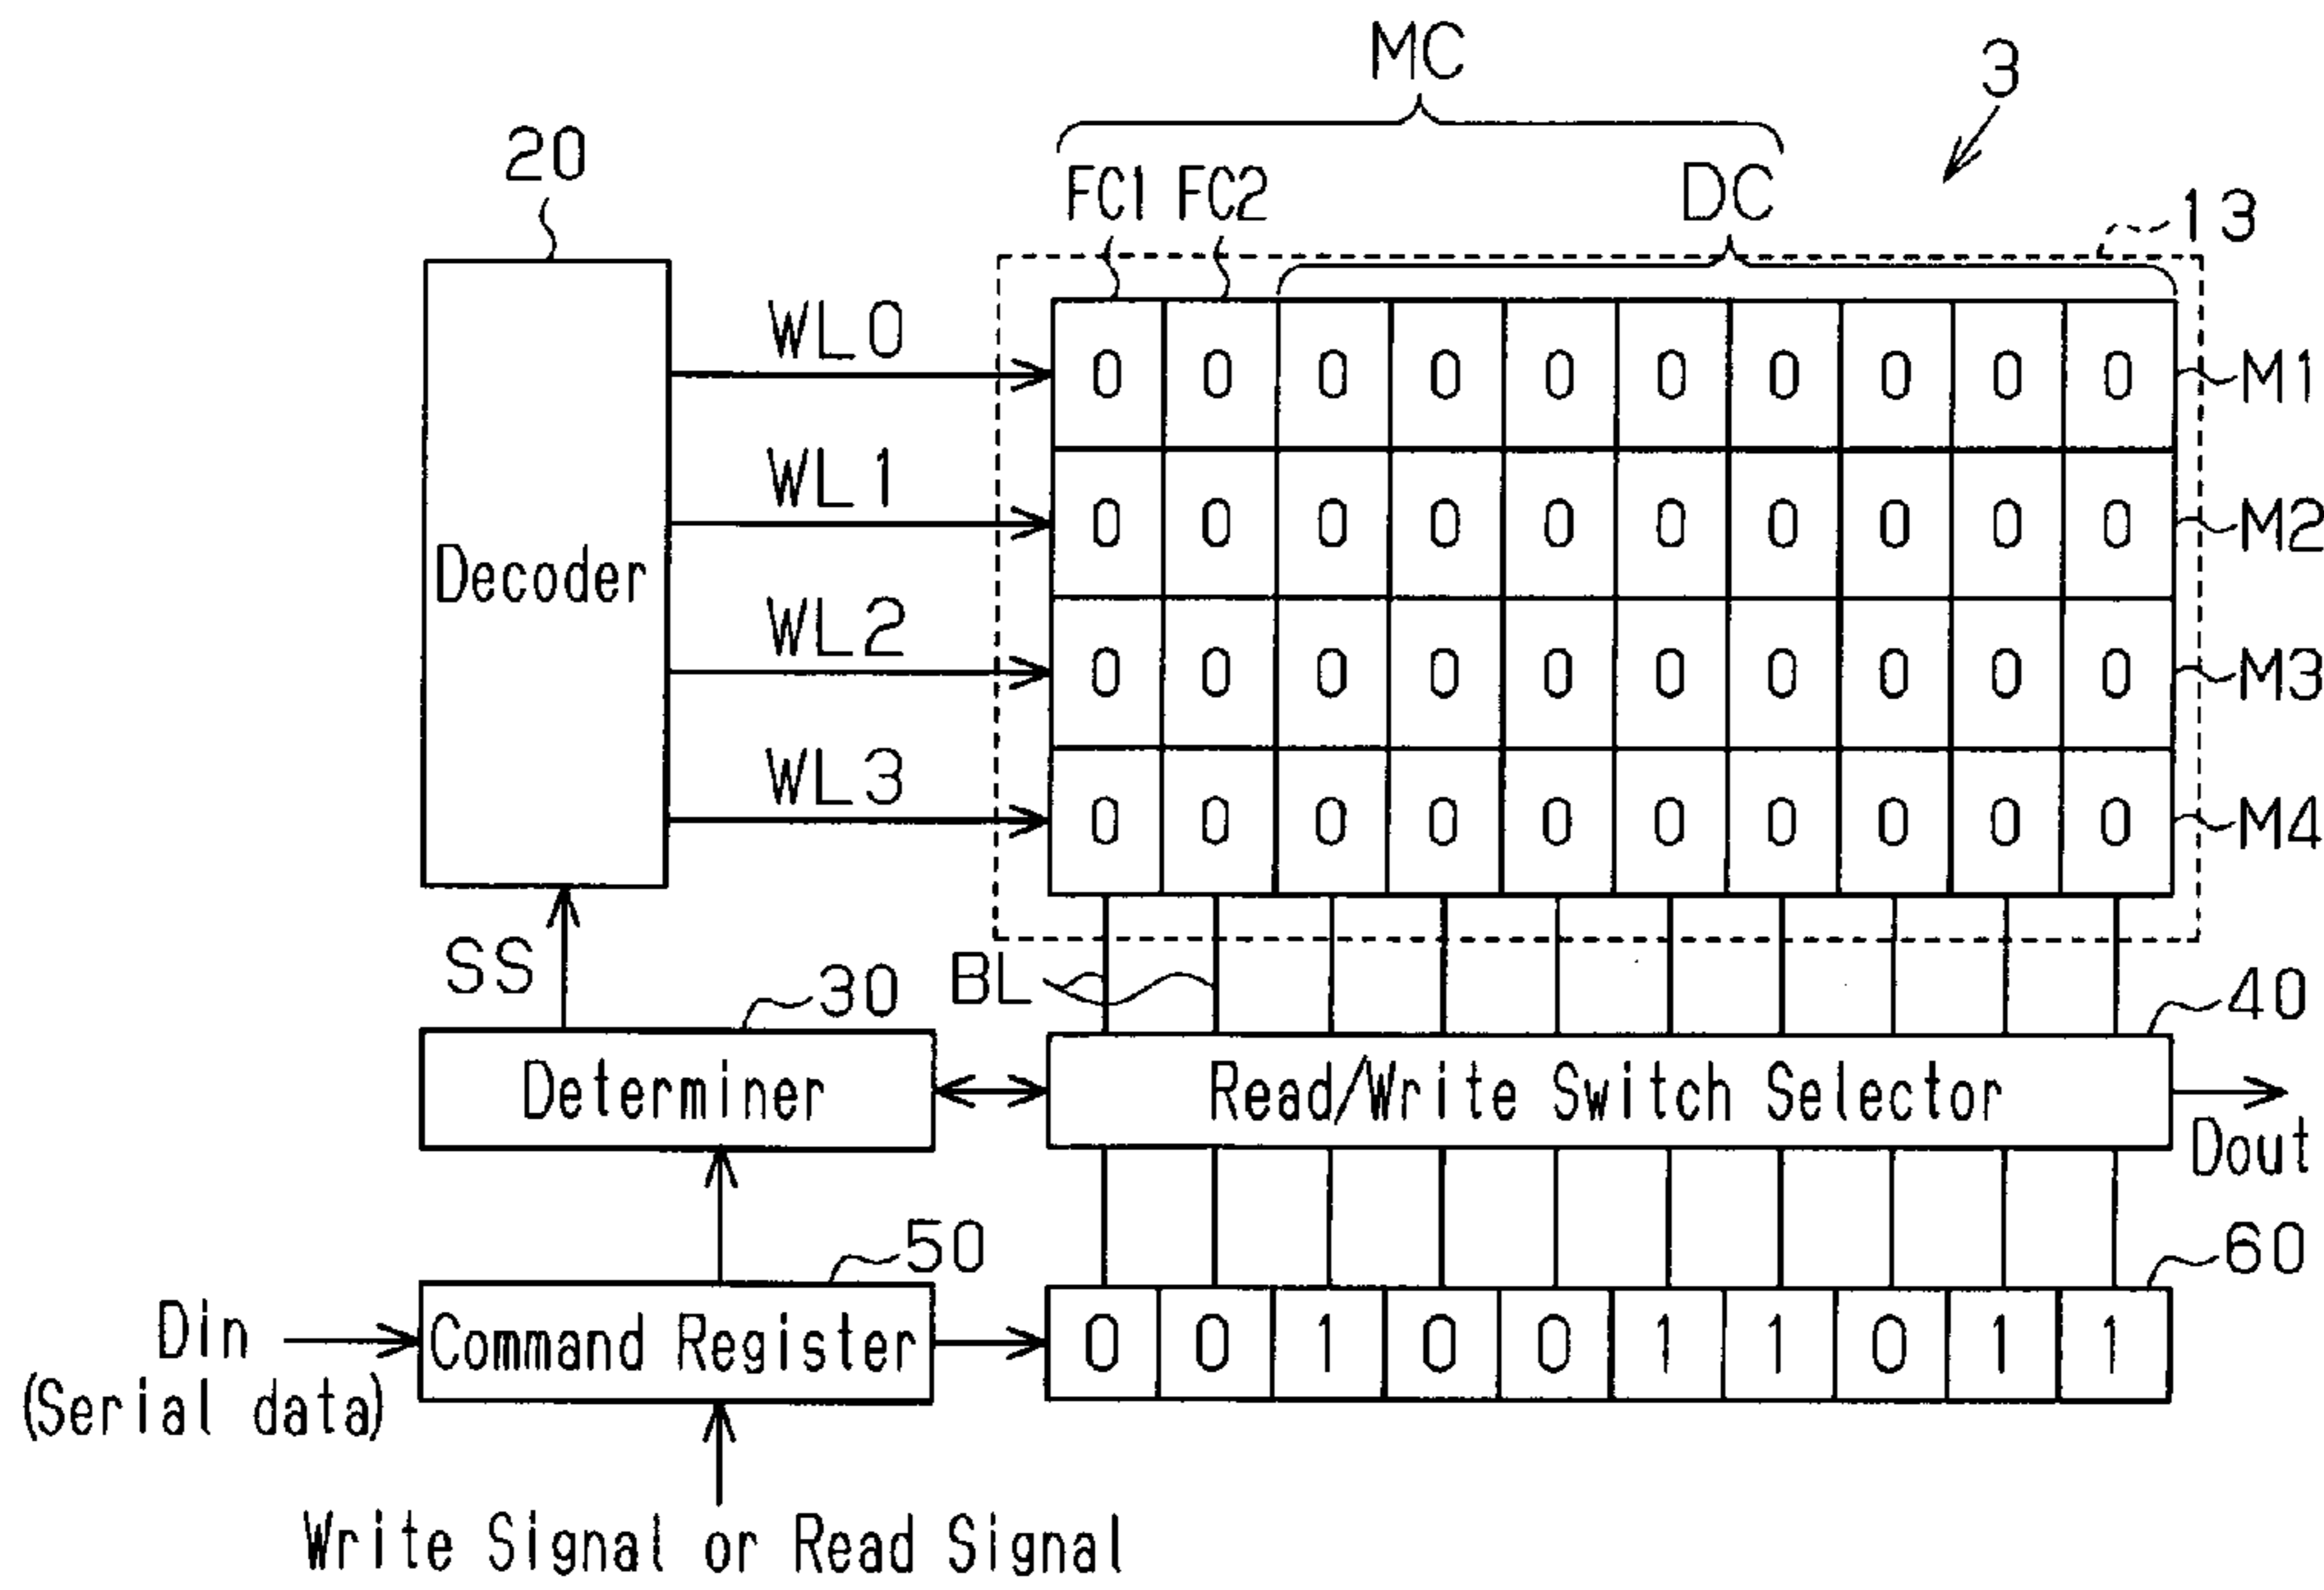 MC
3
20
FC1 FC2 DC
13
WL0
0 0 0 0 0 0 0 0 0 0 M1
WL1
0 0 0 0 0 0 0 0 0 0 M2
Decoder
WL2
0 0 0 0 0 0 0 0 0 0 M3
WL3
0 0 0 0 0 0 0 0 0 0 M4
SS
30
BL
40
Determiner
Read/Write Switch Selector
Dout
50
60
Din
(Serial data)
Command Register
0 0 1 0 0 1 1 0 1 1
Write Signal or Read Signal